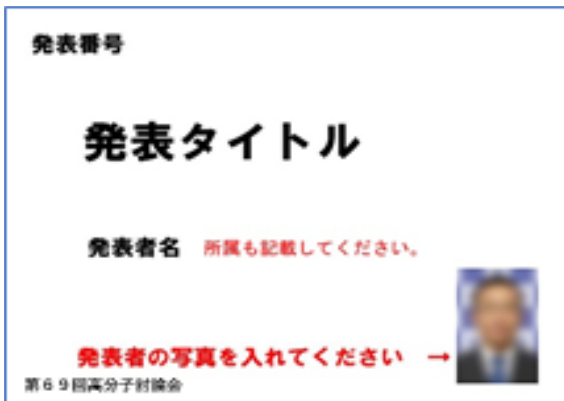 発表番号
発表タイトル
発表者名 所属も記載してください。
発表者の写真を入れてください →
第69回高分子討論会